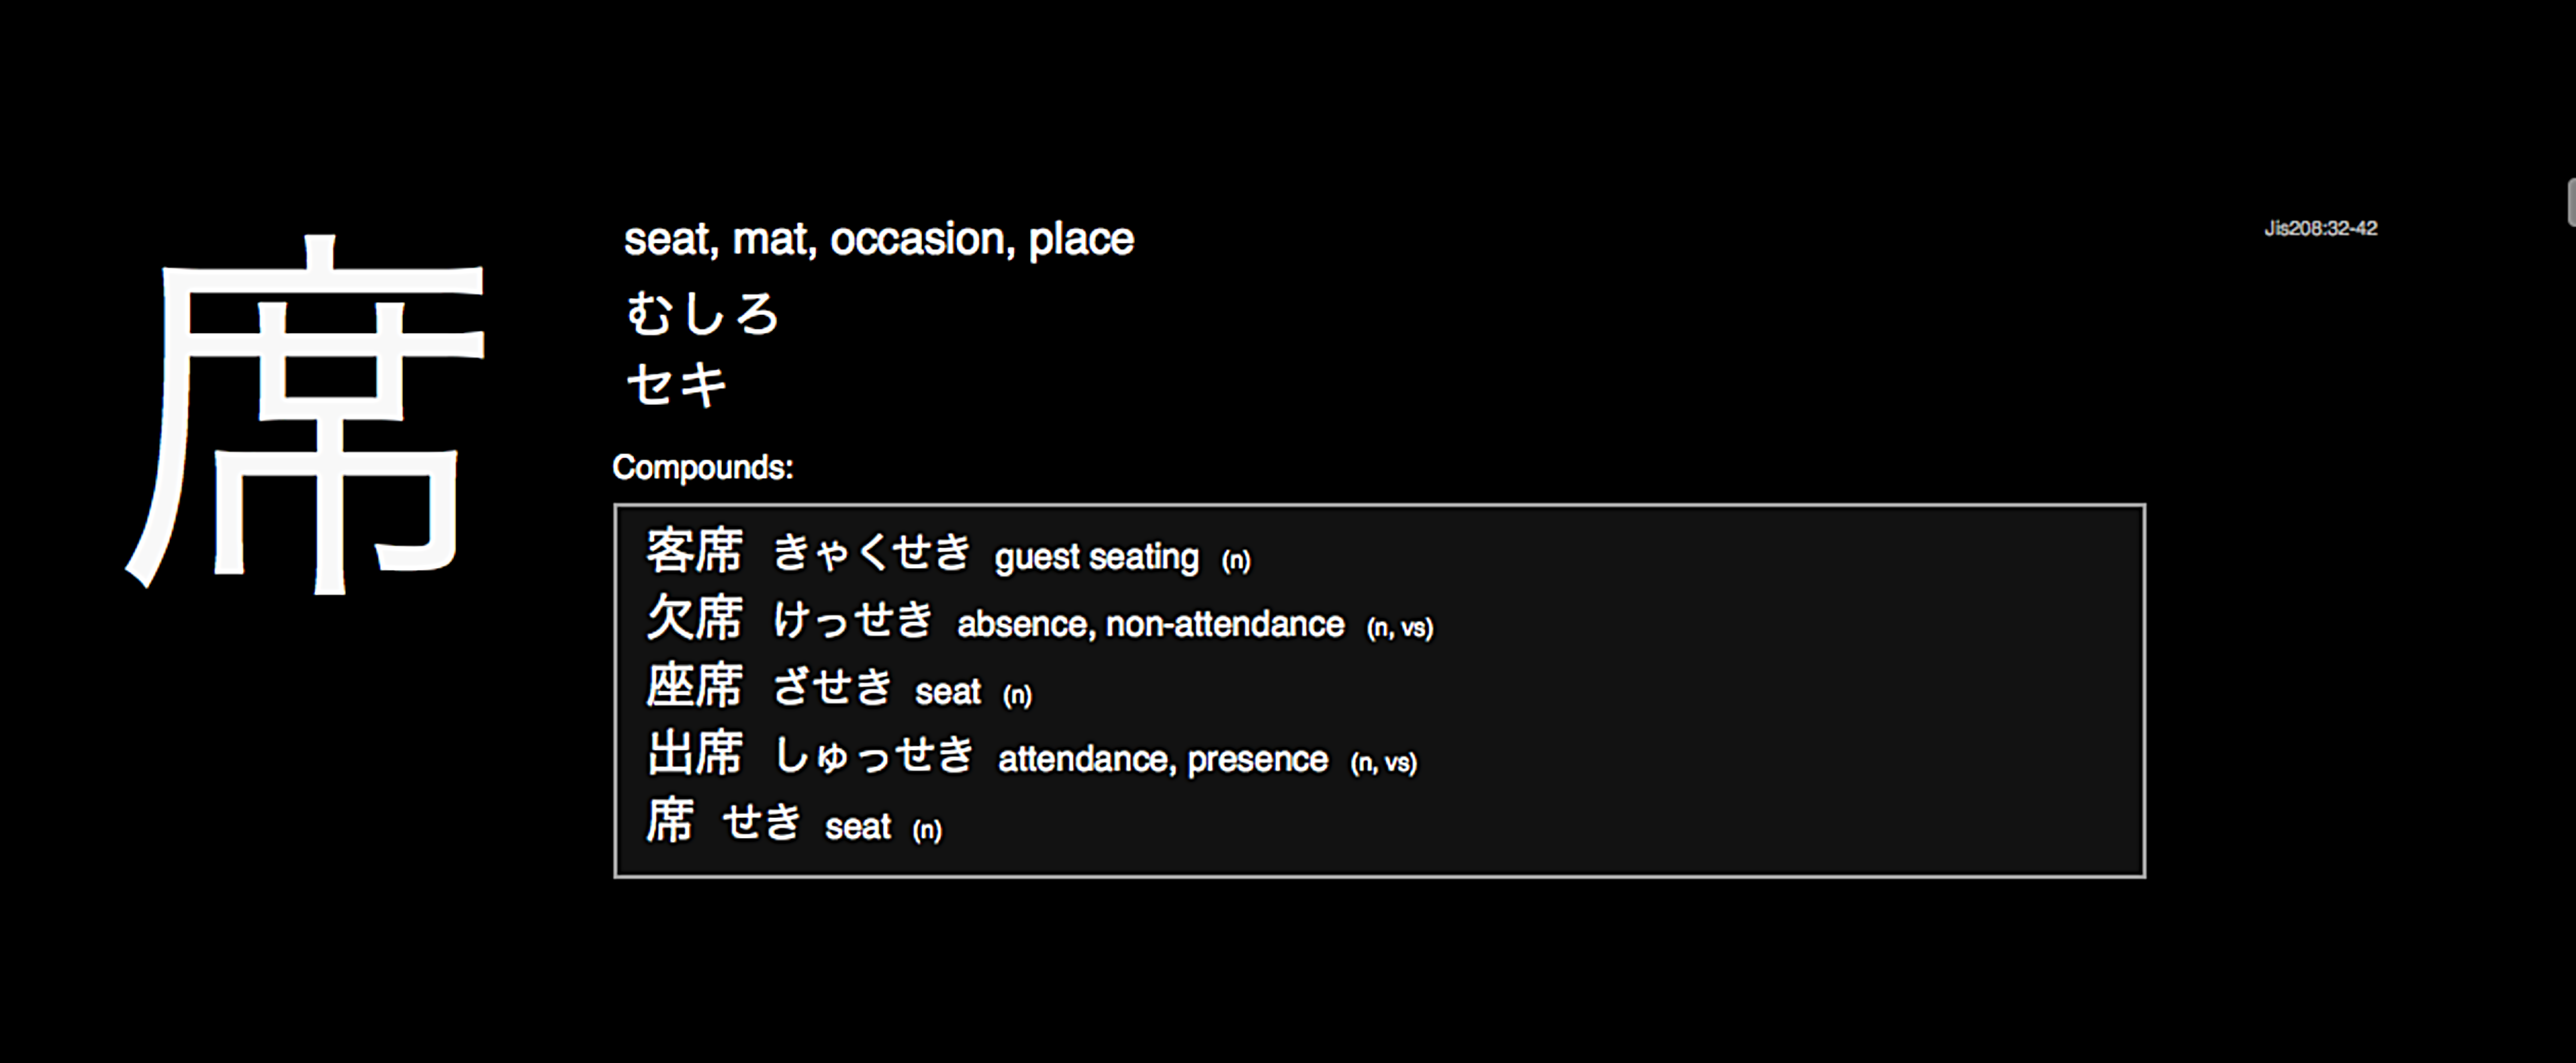 席
seat, mat, occasion, place
Jis208:32-42
むしろ
セキ
Compounds:
客席 きゃくせき guest seating (n)
欠席 けっせき absence, non-attendance (n, vs)
座席 ざせき seat (n)
出席 しゅっせき attendance, presence (n, vs)
席 せき seat (n)